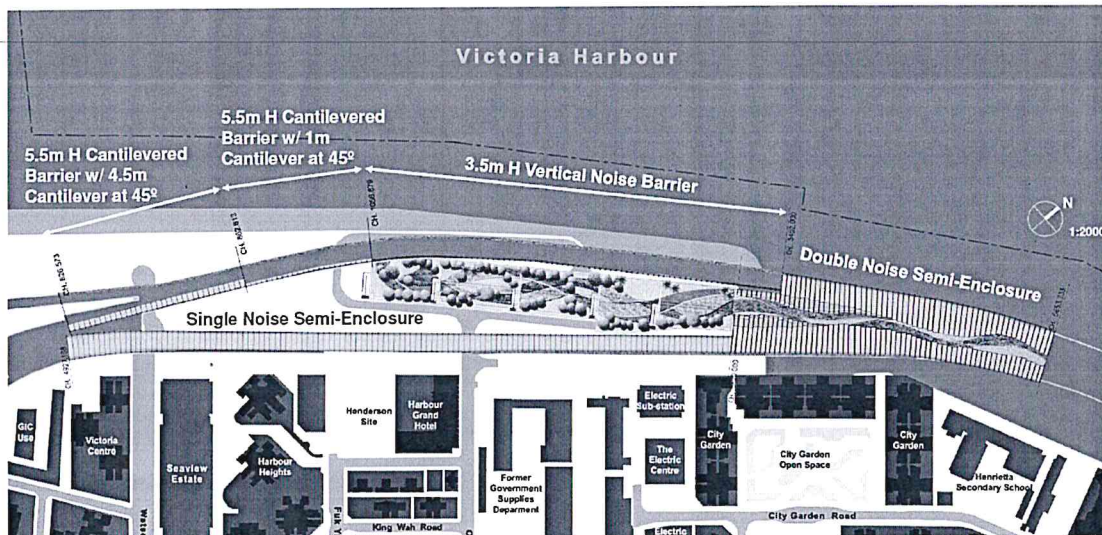 Victoria Harbour
5.5m H Cantilevered
Barrier w/ 1m
Cantilever at 45º
5.5m H Cantilevered
Barrier w/ 4.5m
Cantilever at 45º
3.5m H Vertical Noise Barrier
N
1:2000
Double Noise Semi-Enclosure
Single Noise Semi-Enclosure
GIC
Use
Victoria
Centre
Seaview
Estate
Harbour
Heights
Henderson
Site
Harbour
Grand
Hotel
Former
Government
Supplies
Deparment
Electric
Sub-station
The
Electric
Centre
City
Garden
City Garden
Open Space
City
Garden
Henrietta
Secondary School
King Wah Road
City Garden Road
Electric